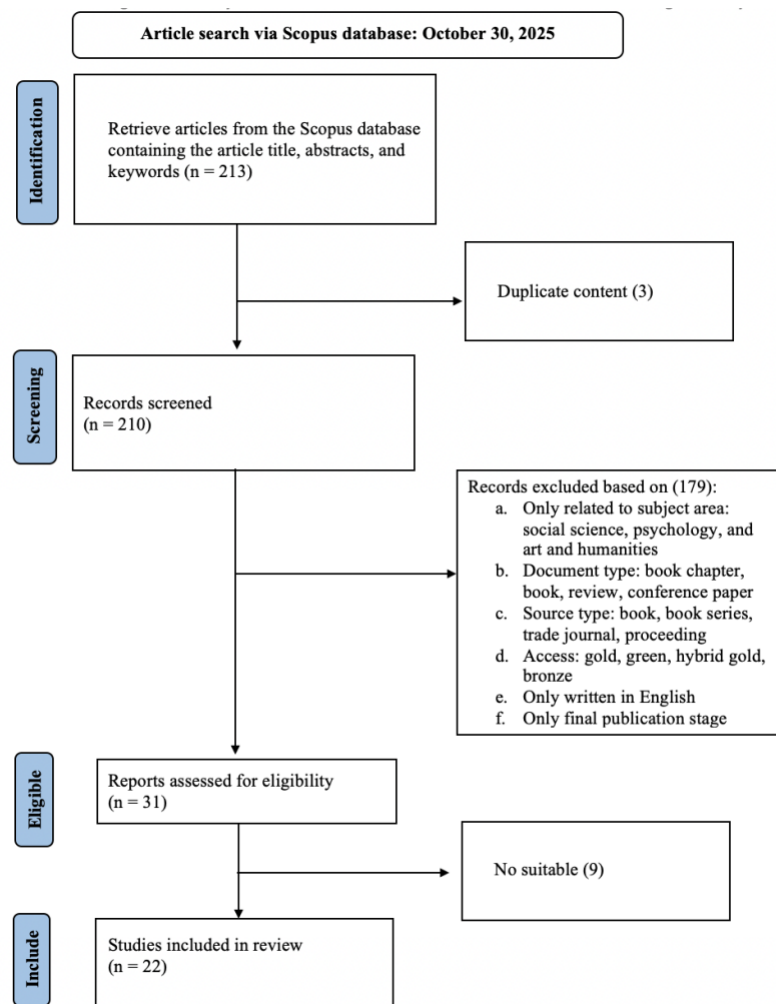 Article search via Scopus database: October 30, 2025
Identification
Retrieve articles from the Scopus database
containing the article title, abstracts, and
keywords (n = 213)
Duplicate content (3)
Screening
Records screened
(n = 210)
Records excluded based on (179):
a. Only related to subject area:
social science, psychology, and
art and humanities
b. Document type: book chapter,
book, review, conference paper
c. Source type: book, book series,
trade journal, proceeding
d. Access: gold, green, hybrid gold,
bronze
e. Only written in English
f. Only final publication stage
Eligible
Reports assessed for eligibility
(n = 31)
No suitable (9)
Include
Studies included in review
(n = 22)